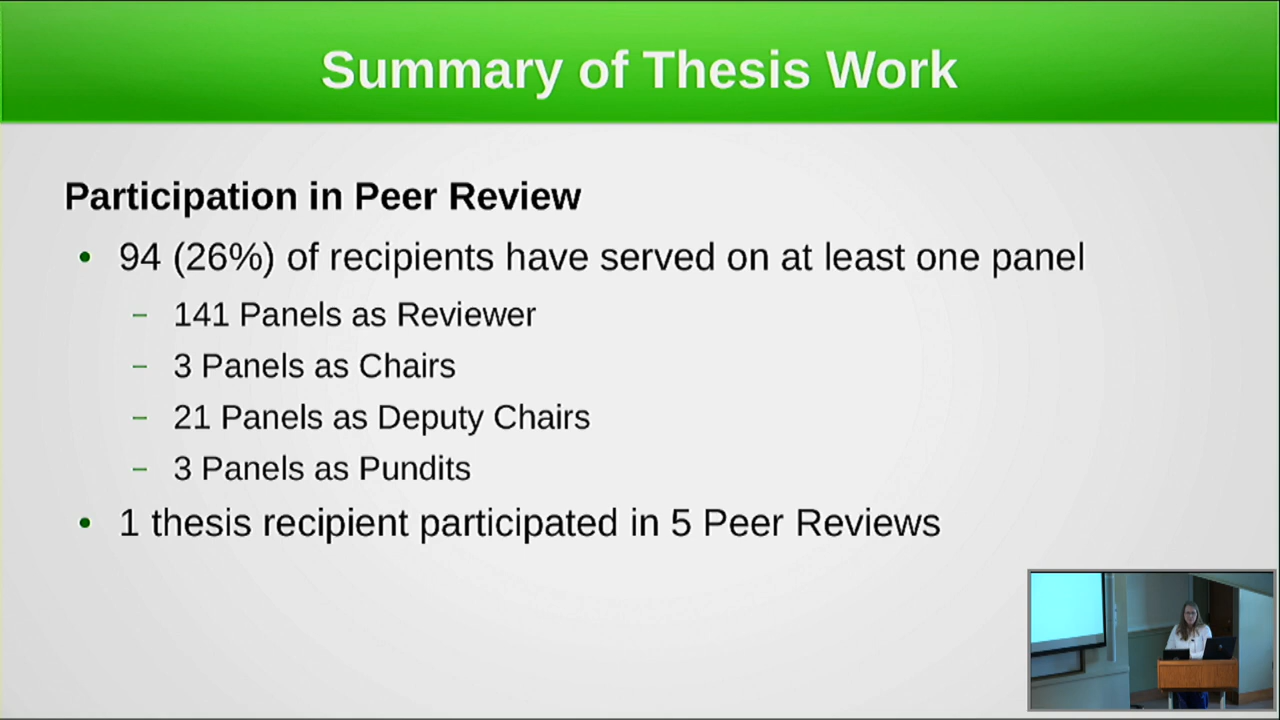 Summary of Thesis Work
Participation in Peer Review
• 94 (26%) of recipients have served on at least one panel
– 141 Panels as Reviewer
– 3 Panels as Chairs
– 21 Panels as Deputy Chairs
– 3 Panels as Pundits
• 1 thesis recipient participated in 5 Peer Reviews